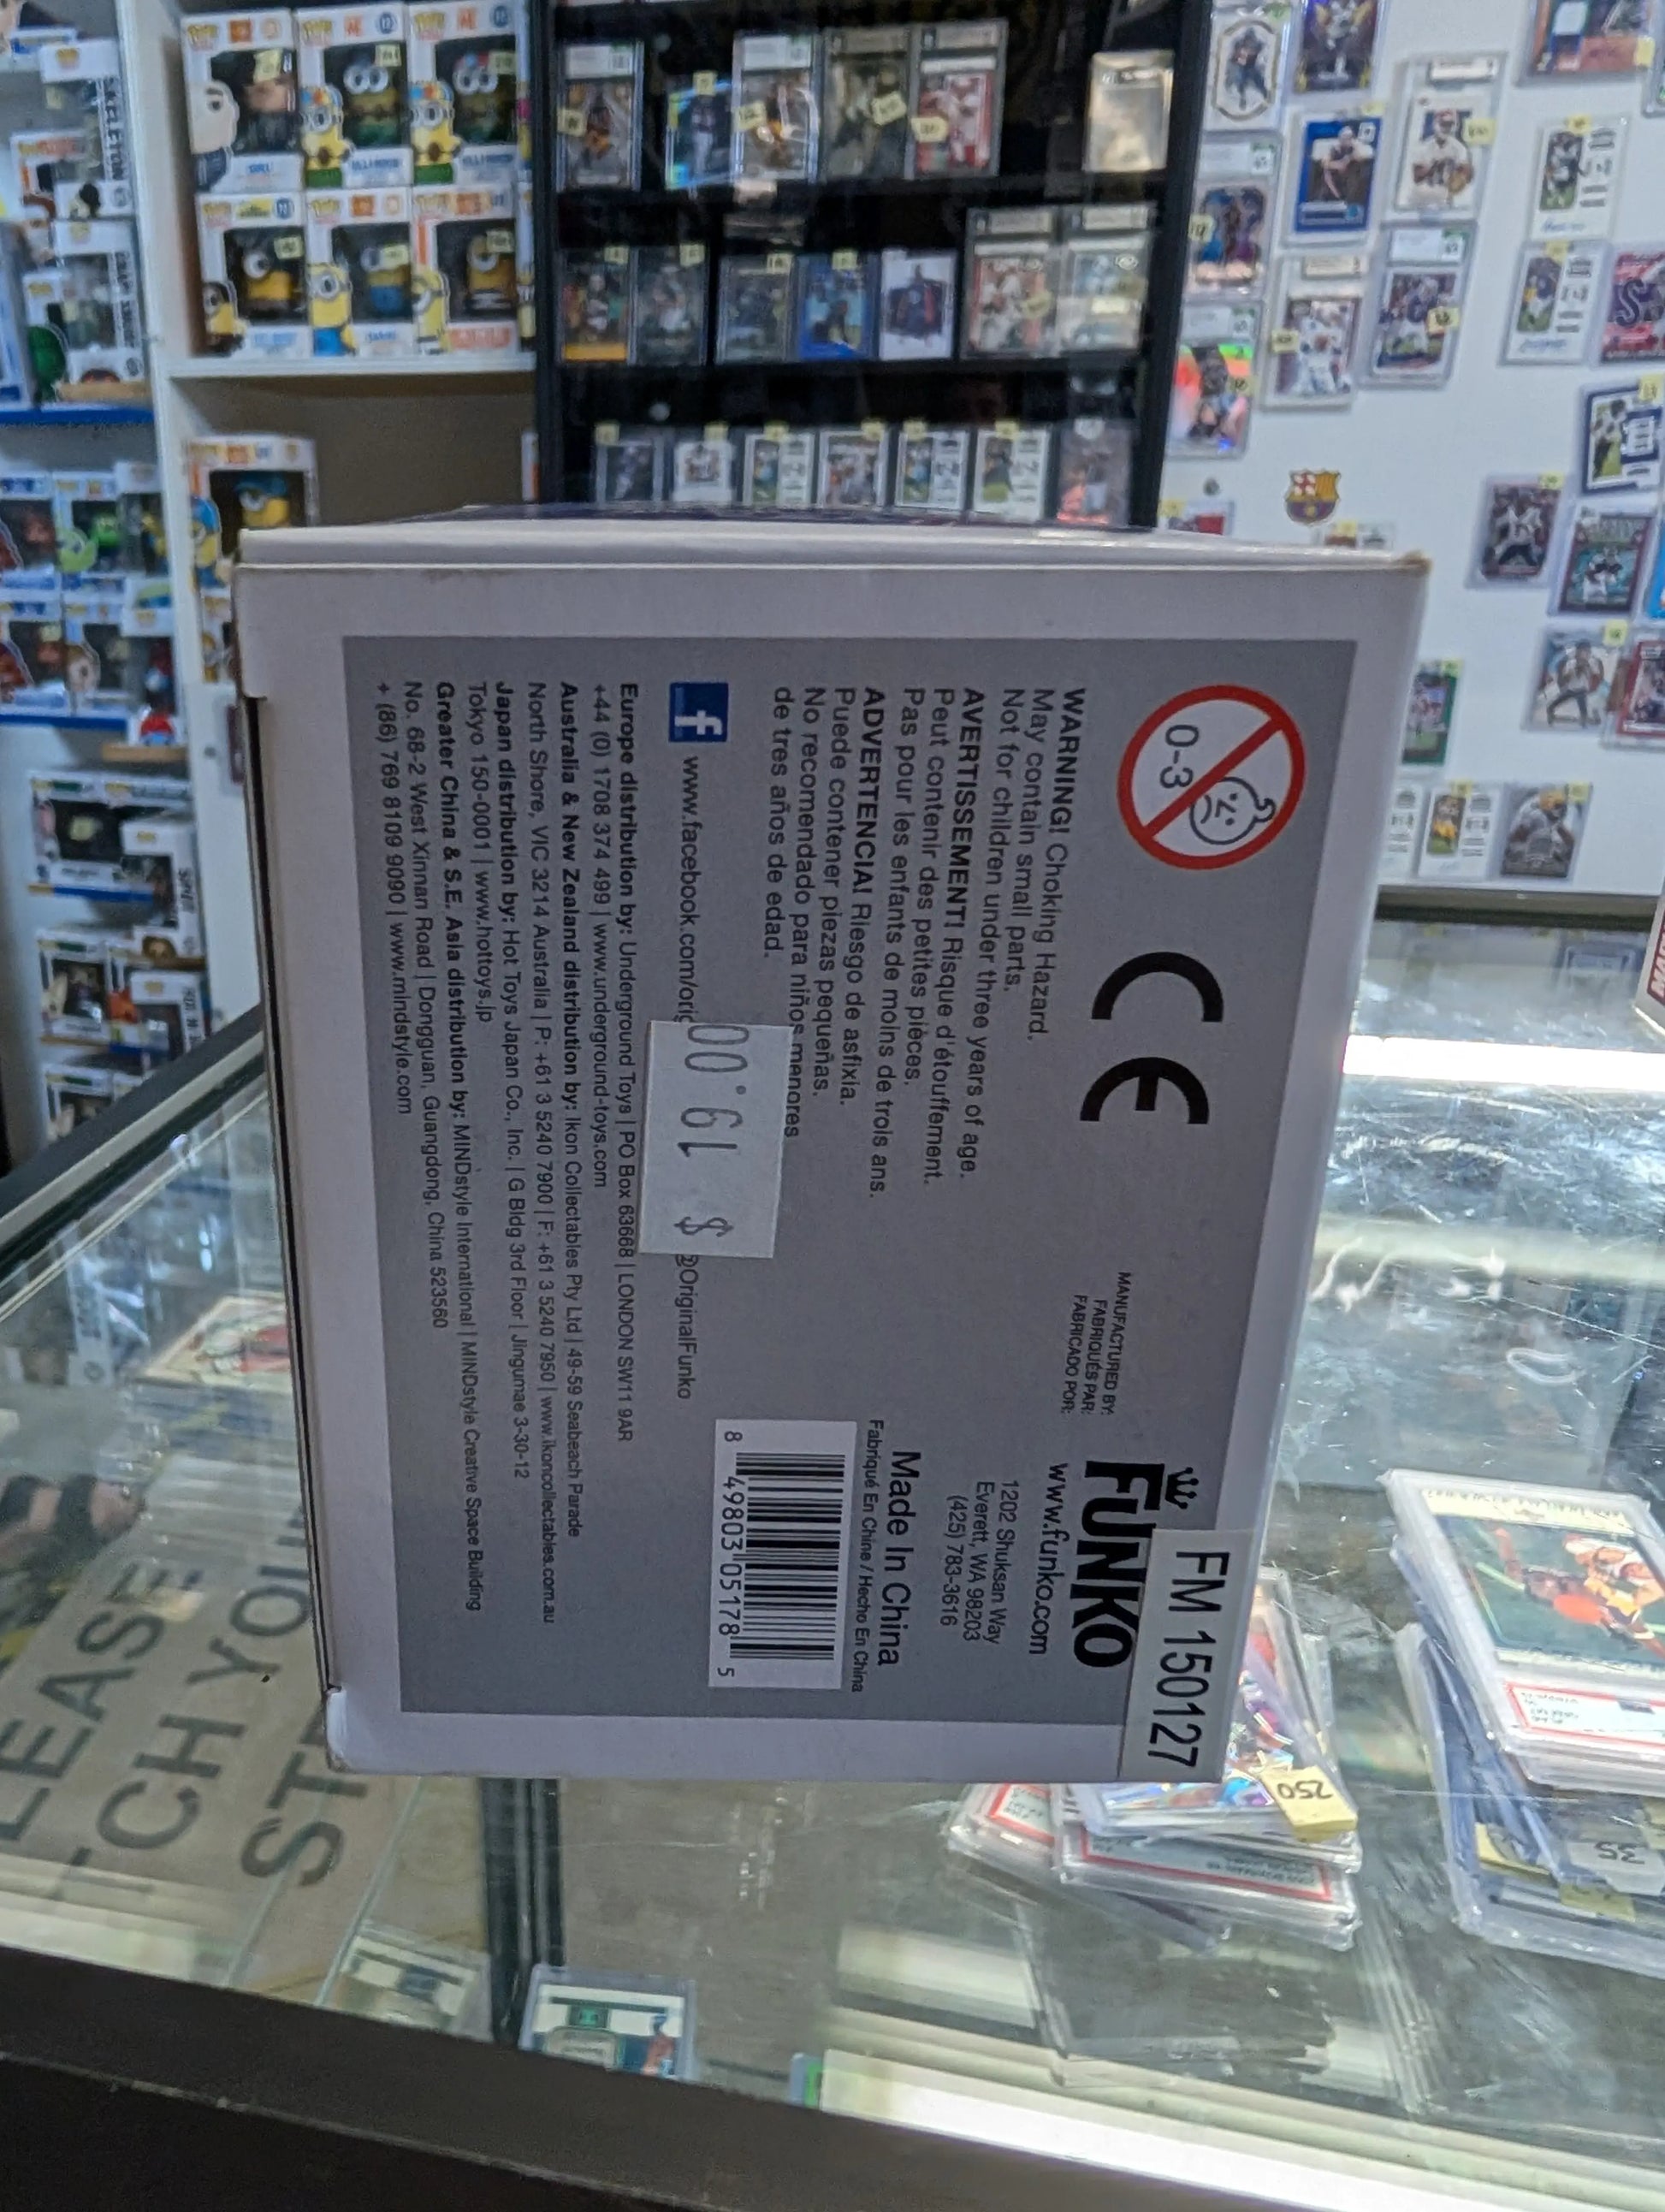 0-3
CE
WARNING! Choking Hazard.
May contain small parts.
Not for children under three years of age.
AVERTISSEMENT! Risque d'étouffement.
Peut contenir des petites pièces.
Pas pour les enfants de moins de trois ans.
ADVERTENCIA! Riesgo de asfixia.
Puede contener piezas pequeñas.
No recomendado para niños menores
de tres años de edad.
MANUFACTURED BY:
FABRIQUÉS PAR:
FABRICADO POR:
FUNKO
FM 150127
www.funko.com
1202 Shuksan Way
Everett, WA 98203
(425) 783-3616
Made In China
Fabriqué En Chine / Hecho En China
8 49803 05178 5
f www.facebook.com/orig
@OriginalFunko
$ 19.00
Europe distribution by: Underground Toys | PO Box 63668 | LONDON SW11 9AR
+44 (0) 1708 374 499 | www.underground-toys.com
Australia & New Zealand distribution by: Ikon Collectables Pty Ltd | 49-59 Seabeach Parade
North Shore, VIC 3214 Australia | P: +61 3 5240 7900 | F: +61 3 5240 7950 | www.ikoncollectables.com.au
Japan distribution by: Hot Toys Japan Co., Inc. | G Bldg 3rd Floor | Jingumae 3-30-12
Tokyo 150-0001 | www.hottoys.jp
Greater China & S.E. Asia distribution by: MINDstyle International | MINDstyle Creative Space Building
No. 68-2 West Xinnan Road | Dongguan, Guangdong, China 523560
+ (86) 769 8109 9090 | www.mindstyle.com
250
35
LEASE
TCH YOU
ST